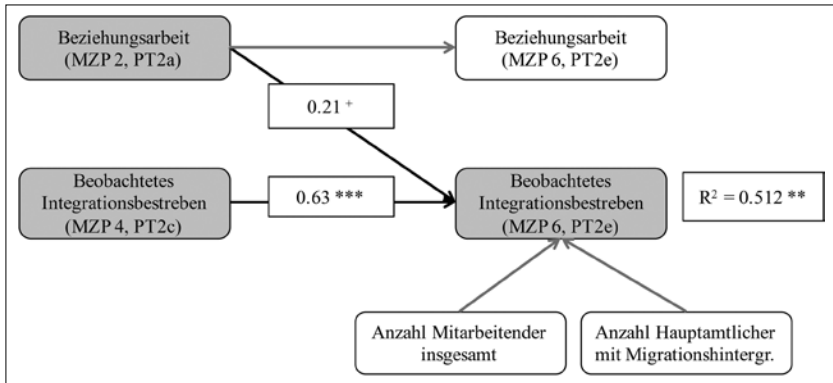 Beziehungsarbeit
(MZP 2, PT2a)
Beziehungsarbeit
(MZP 6, PT2e)
0.21 +
Beobachtetes
Integrationsbestreben
(MZP 4, PT2c)
0.63 ***
Beobachtetes
Integrationsbestreben
(MZP 6, PT2e)
R² = 0.512 **
Anzahl Mitarbeitender
insgesamt
Anzahl Hauptamtlicher
mit Migrationshintergr.